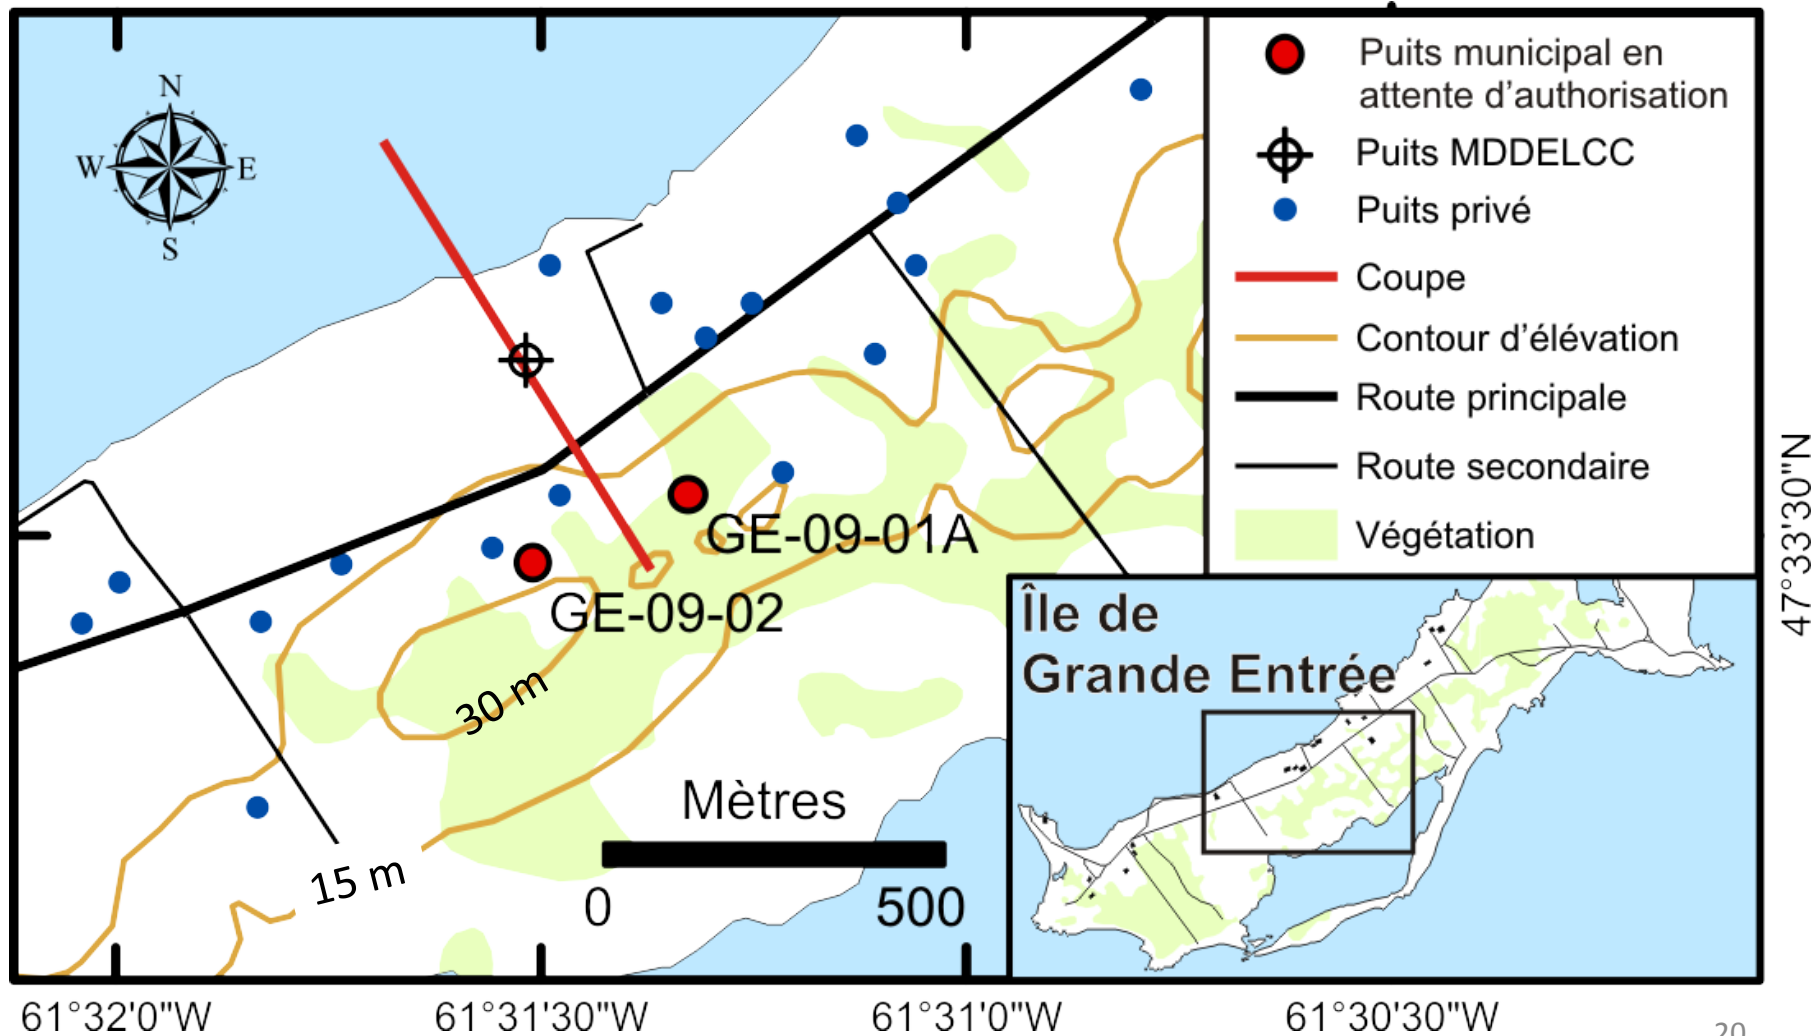 N
W
E
S
Puits municipal en
attente d'authorisation
Puits MDDELCC
Puits privé
Coupe
Contour d'élévation
Route principale
Route secondaire
Végétation
GE-09-01A
GE-09-02
30 m
15 m
Mètres
0
500
Île de
Grande Entrée
47°33'30"N
61°32'0"W
61°31'30"W
61°31'0"W
61°30'30"W
20